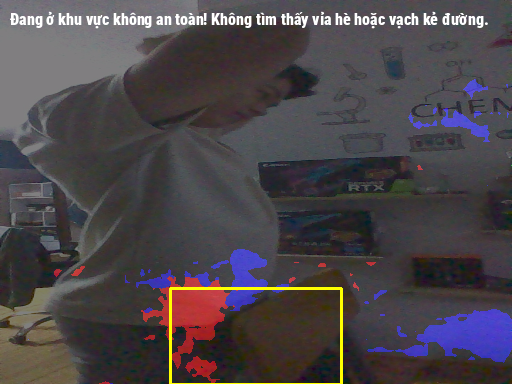 Đang ở khu vực không an toàn! Không tìm thấy vỉa hè hoặc vạch kẻ đường.
CHEM
RTX